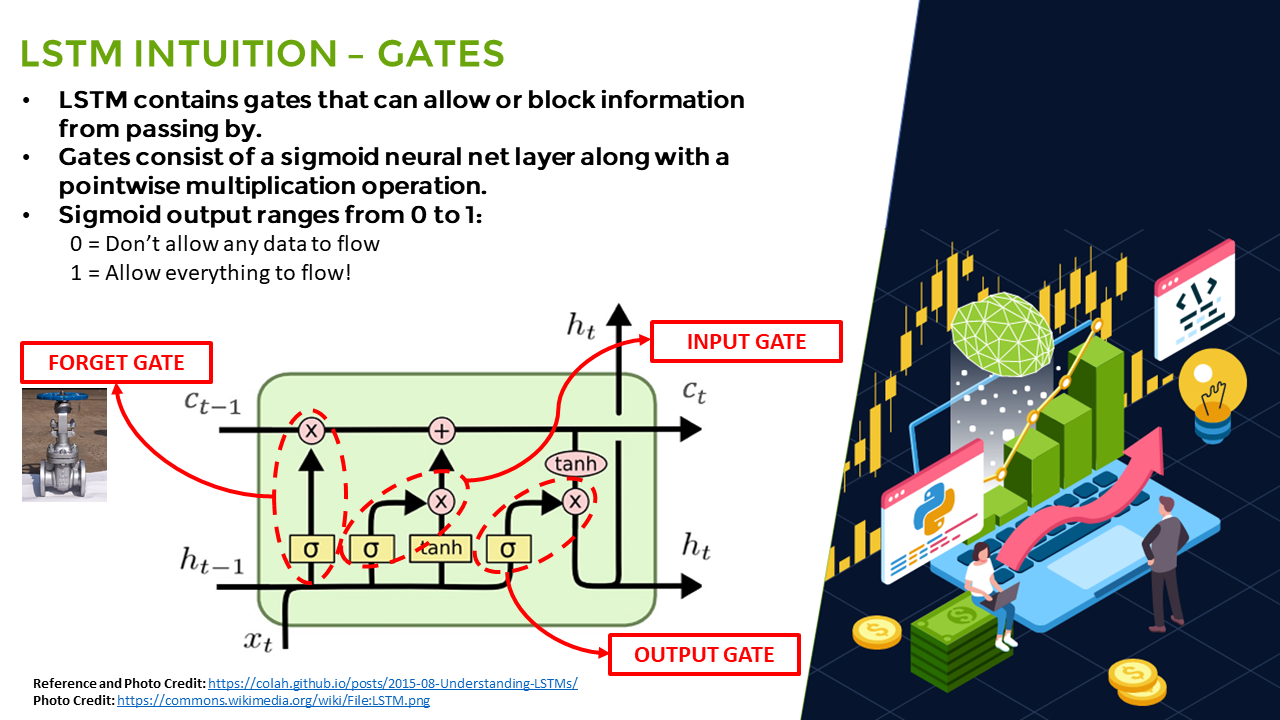 LSTM INTUITION – GATES
• LSTM contains gates that can allow or block information
from passing by.
• Gates consist of a sigmoid neural net layer along with a
pointwise multiplication operation.
• Sigmoid output ranges from 0 to 1:
0 = Don’t allow any data to flow
1 = Allow everything to flow!
h_t
INPUT GATE
FORGET GATE
c_{t−1}
c_t
x
+
tanh
x
x
σ
σ
tanh
σ
h_{t−1}
h_t
x_t
OUTPUT GATE
Reference and Photo Credit: https://colah.github.io/posts/2015-08-Understanding-LSTMs/
Photo Credit: https://commons.wikimedia.org/wiki/File:LSTM.png
<\>
$
$
$